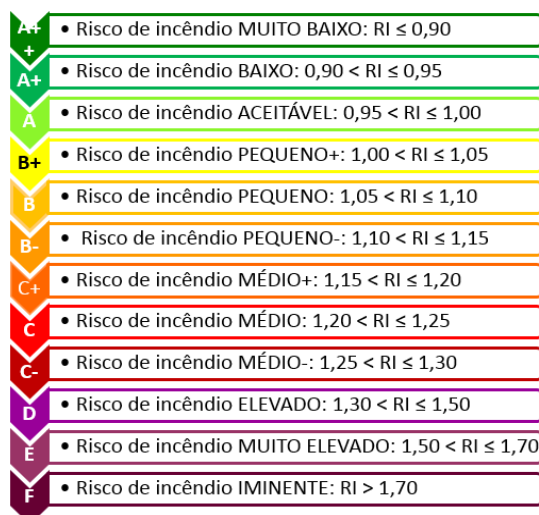 A++ • Risco de incêndio MUITO BAIXO: RI ≤ 0,90
A+ • Risco de incêndio BAIXO: 0,90 < RI ≤ 0,95
A • Risco de incêndio ACEITÁVEL: 0,95 < RI ≤ 1,00
B+ • Risco de incêndio PEQUENO+: 1,00 < RI ≤ 1,05
B • Risco de incêndio PEQUENO: 1,05 < RI ≤ 1,10
B- • Risco de incêndio PEQUENO-: 1,10 < RI ≤ 1,15
C+ • Risco de incêndio MÉDIO+: 1,15 < RI ≤ 1,20
C • Risco de incêndio MÉDIO: 1,20 < RI ≤ 1,25
C- • Risco de incêndio MÉDIO-: 1,25 < RI ≤ 1,30
D • Risco de incêndio ELEVADO: 1,30 < RI ≤ 1,50
E • Risco de incêndio MUITO ELEVADO: 1,50 < RI ≤ 1,70
F • Risco de incêndio IMINENTE: RI > 1,70